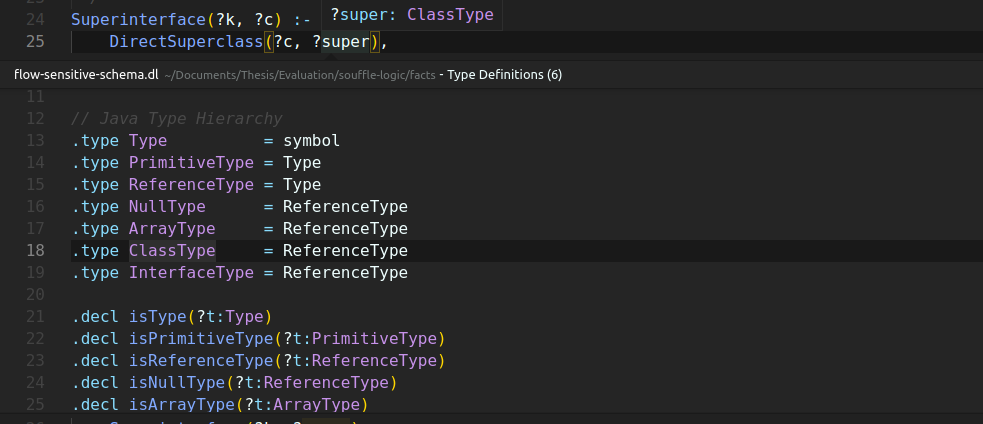 24 Superinterface(?k, ?c) :-
?super: ClassType
25 DirectSuperclass(?c, ?super),
flow-sensitive-schema.dl ~/Documents/Thesis/Evaluation/souffle-logic/facts - Type Definitions (6)
11
12 // Java Type Hierarchy
13 .type Type = symbol
14 .type PrimitiveType = Type
15 .type ReferenceType = Type
16 .type NullType = ReferenceType
17 .type ArrayType = ReferenceType
18 .type ClassType = ReferenceType
19 .type InterfaceType = ReferenceType
20
21 .decl isType(?t:Type)
22 .decl isPrimitiveType(?t:PrimitiveType)
23 .decl isReferenceType(?t:ReferenceType)
24 .decl isNullType(?t:ReferenceType)
25 .decl isArrayType(?t:ArrayType)